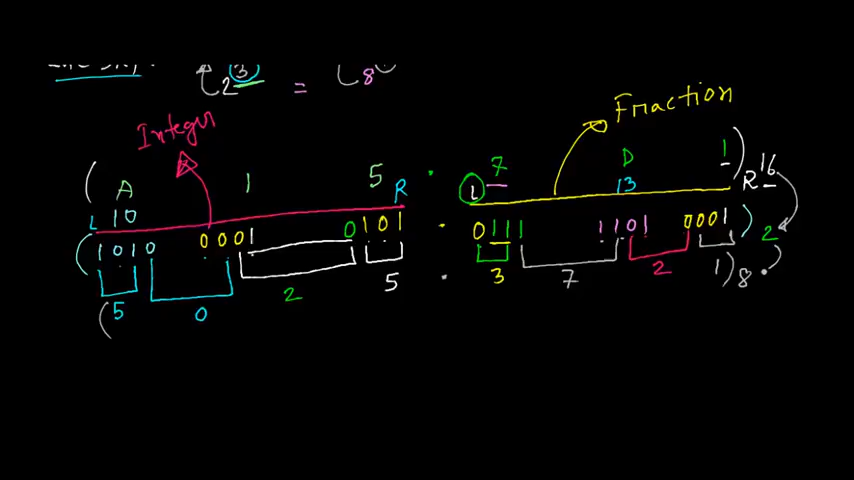 2 3 = 8
Integer
Fraction
( A 1 5 . 7 D 1 ) 16
L 10 R L 13 R
( 1010 0001 0101 . 0111 1101 0001 ) 2
( 5 0 2 5 . 3 7 2 1 ) 8